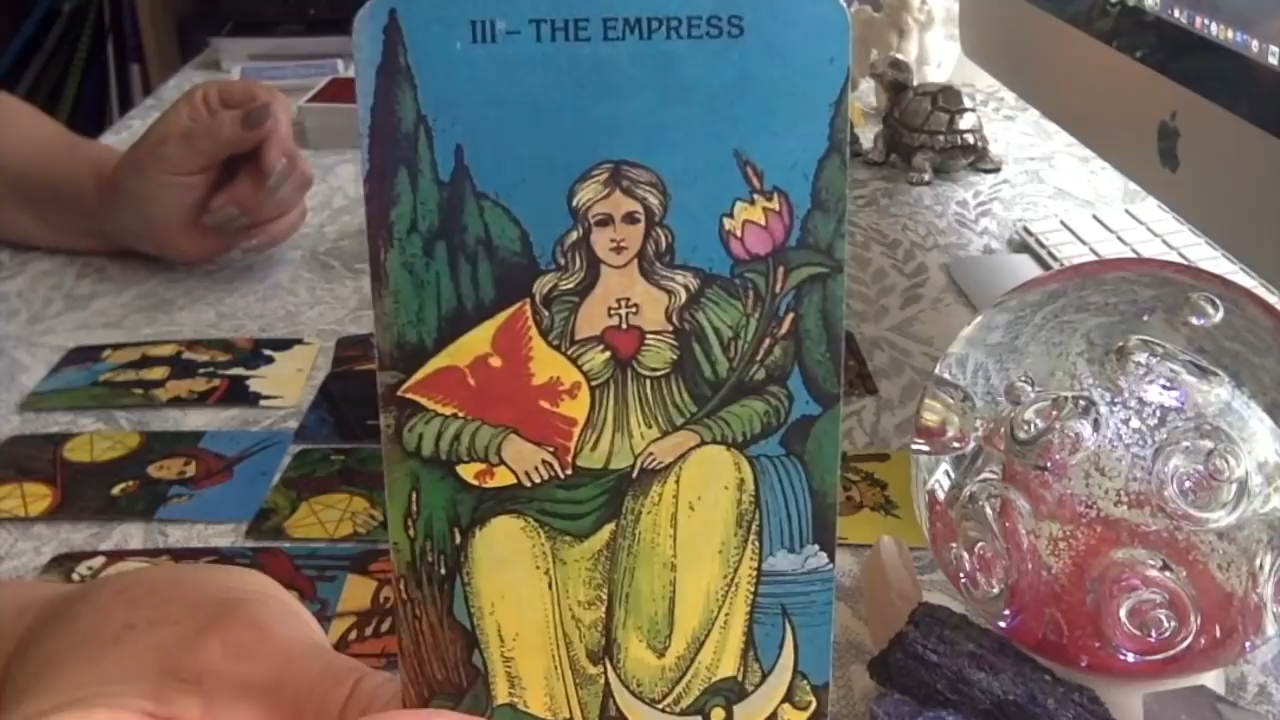 III – THE EMPRESS